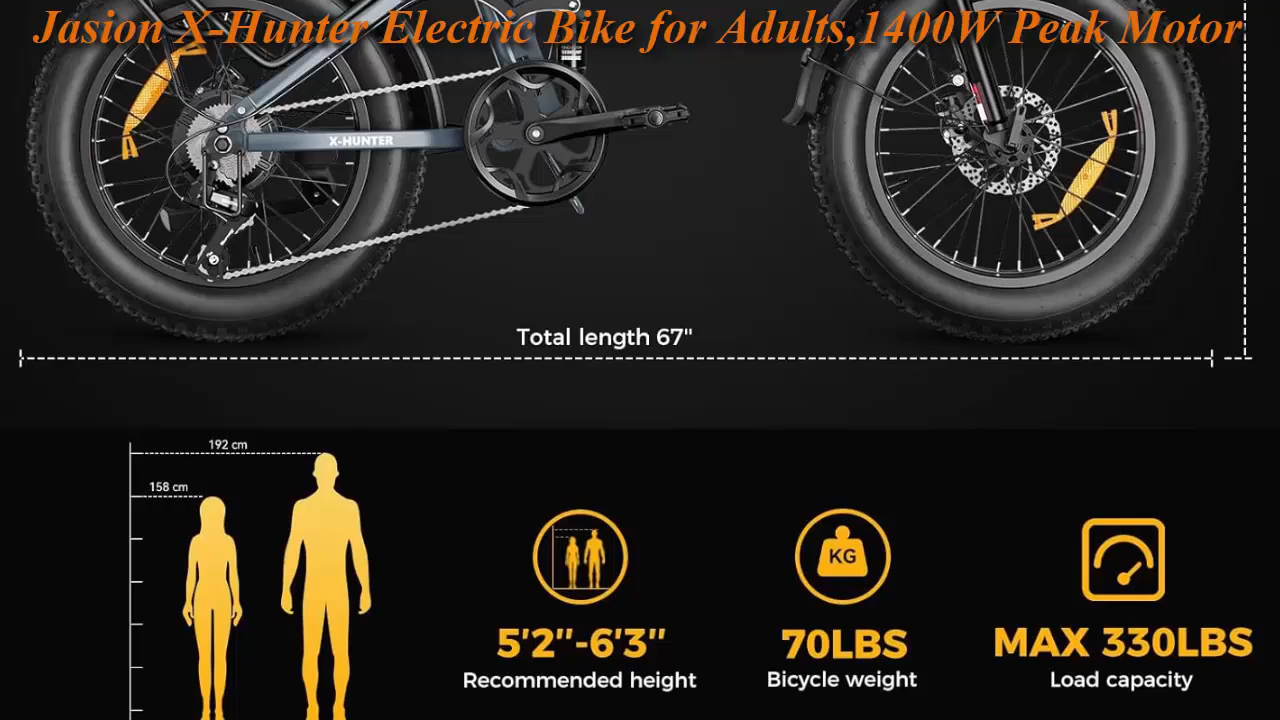 Jasion X-Hunter Electric Bike for Adults,1400W Peak Motor
X-HUNTER
Total length 67"
192 cm
158 cm
KG
5'2"-6'3"
Recommended height
70LBS
Bicycle weight
MAX 330LBS
Load capacity